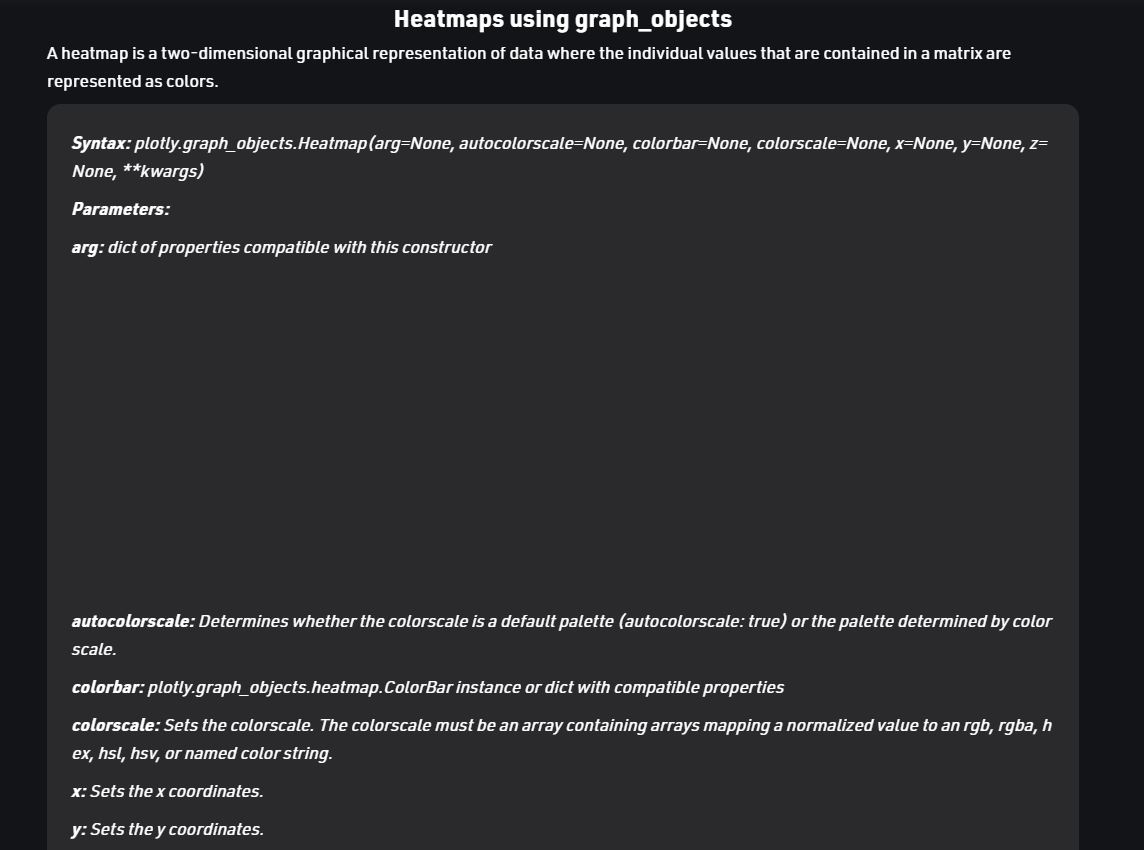 Heatmaps using graph_objects
A heatmap is a two-dimensional graphical representation of data where the individual values that are contained in a matrix are
represented as colors.
Syntax: plotly.graph_objects.Heatmap(arg=None, autocolorscale=None, colorbar=None, colorscale=None, x=None, y=None, z=
None, **kwargs)
Parameters:
arg: dict of properties compatible with this constructor
autocolorscale: Determines whether the colorscale is a default palette (autocolorscale: true) or the palette determined by color
scale.
colorbar: plotly.graph_objects.heatmap.ColorBar instance or dict with compatible properties
colorscale: Sets the colorscale. The colorscale must be an array containing arrays mapping a normalized value to an rgb, rgba, h
ex, hsl, hsv, or named color string.
x: Sets the x coordinates.
y: Sets the y coordinates.